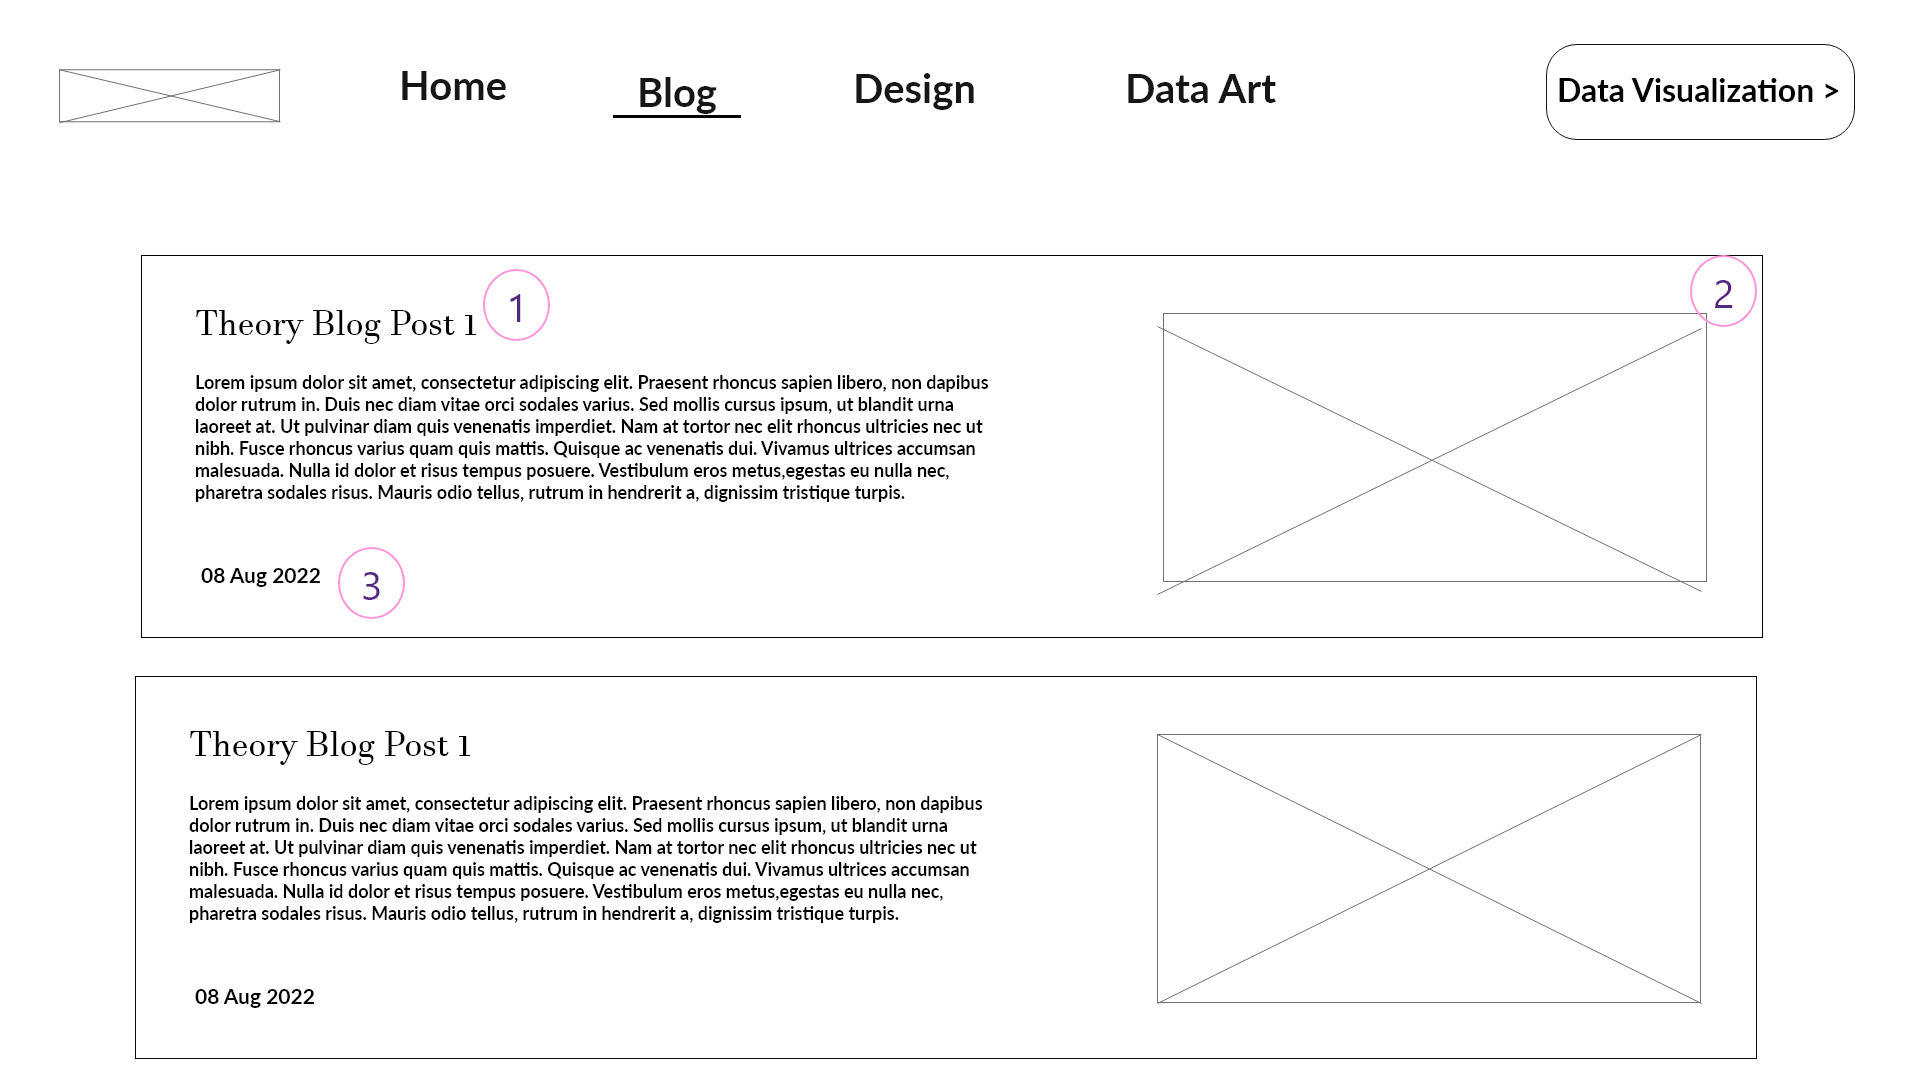 Home Blog Design Data Art Data Visualization >
Theory Blog Post 1 1 2
Lorem ipsum dolor sit amet, consectetur adipiscing elit. Praesent rhoncus sapien libero, non dapibus
dolor rutrum in. Duis nec diam vitae orci sodales varius. Sed mollis cursus ipsum, ut blandit urna
laoreet at. Ut pulvinar diam quis venenatis imperdiet. Nam at tortor nec elit rhoncus ultricies nec ut
nibh. Fusce rhoncus varius quam quis mattis. Quisque ac venenatis dui. Vivamus ultrices accumsan
malesuada. Nulla id dolor et risus tempus posuere. Vestibulum eros metus,egestas eu nulla nec,
pharetra sodales risus. Mauris odio tellus, rutrum in hendrerit a, dignissim tristique turpis.
08 Aug 2022 3
Theory Blog Post 1
Lorem ipsum dolor sit amet, consectetur adipiscing elit. Praesent rhoncus sapien libero, non dapibus
dolor rutrum in. Duis nec diam vitae orci sodales varius. Sed mollis cursus ipsum, ut blandit urna
laoreet at. Ut pulvinar diam quis venenatis imperdiet. Nam at tortor nec elit rhoncus ultricies nec ut
nibh. Fusce rhoncus varius quam quis mattis. Quisque ac venenatis dui. Vivamus ultrices accumsan
malesuada. Nulla id dolor et risus tempus posuere. Vestibulum eros metus,egestas eu nulla nec,
pharetra sodales risus. Mauris odio tellus, rutrum in hendrerit a, dignissim tristique turpis.
08 Aug 2022